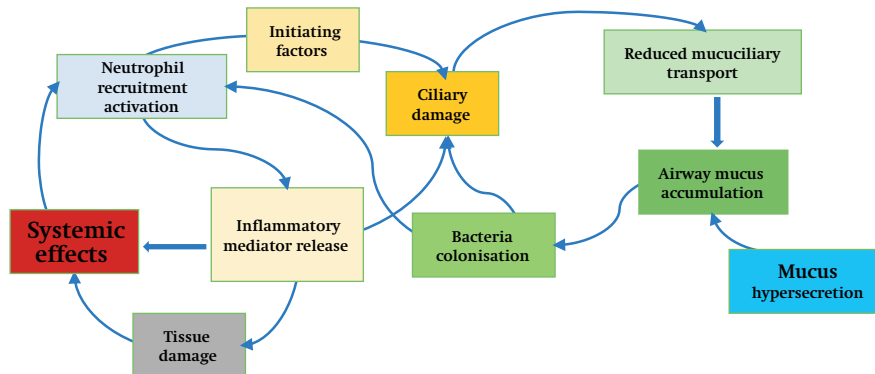 Initiating
factors
Neutrophil
recruitment
activation
Ciliary
damage
Reduced mucuciliary
transport
Airway mucus
accumulation
Systemic
effects
Inflammatory
mediator release
Bacteria
colonisation
Mucus
hypersecretion
Tissue
damage